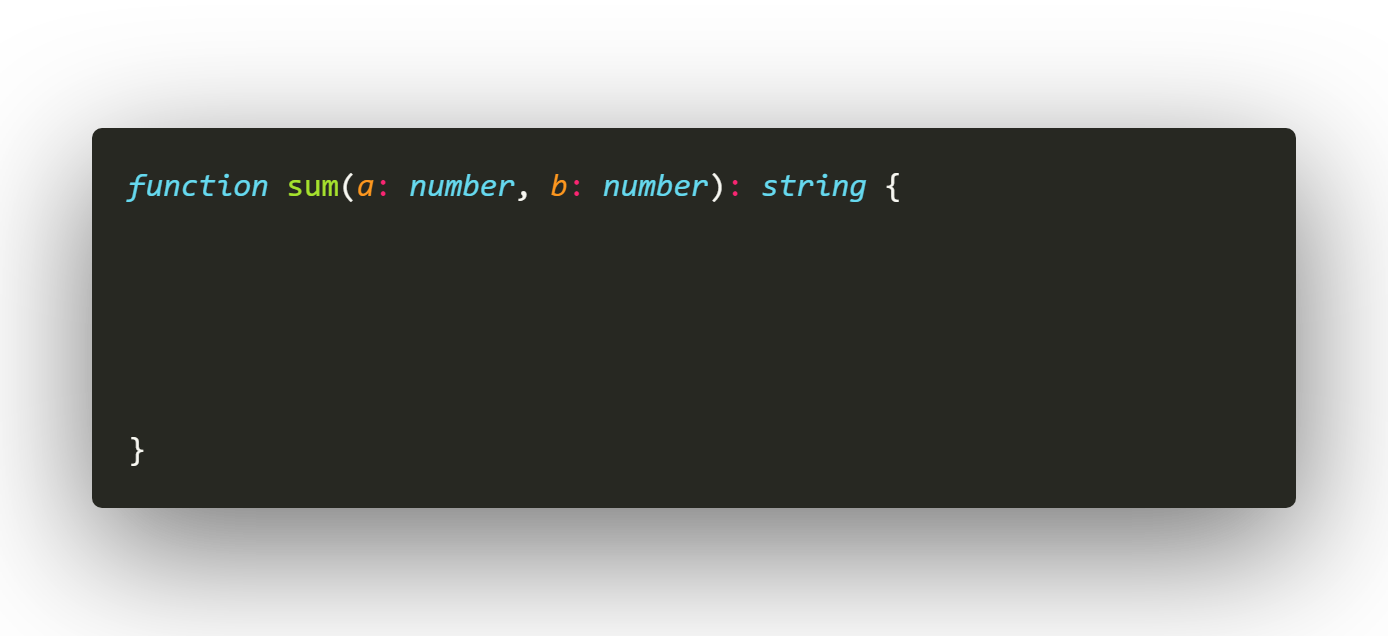 function sum(a: number, b: number): string {
}